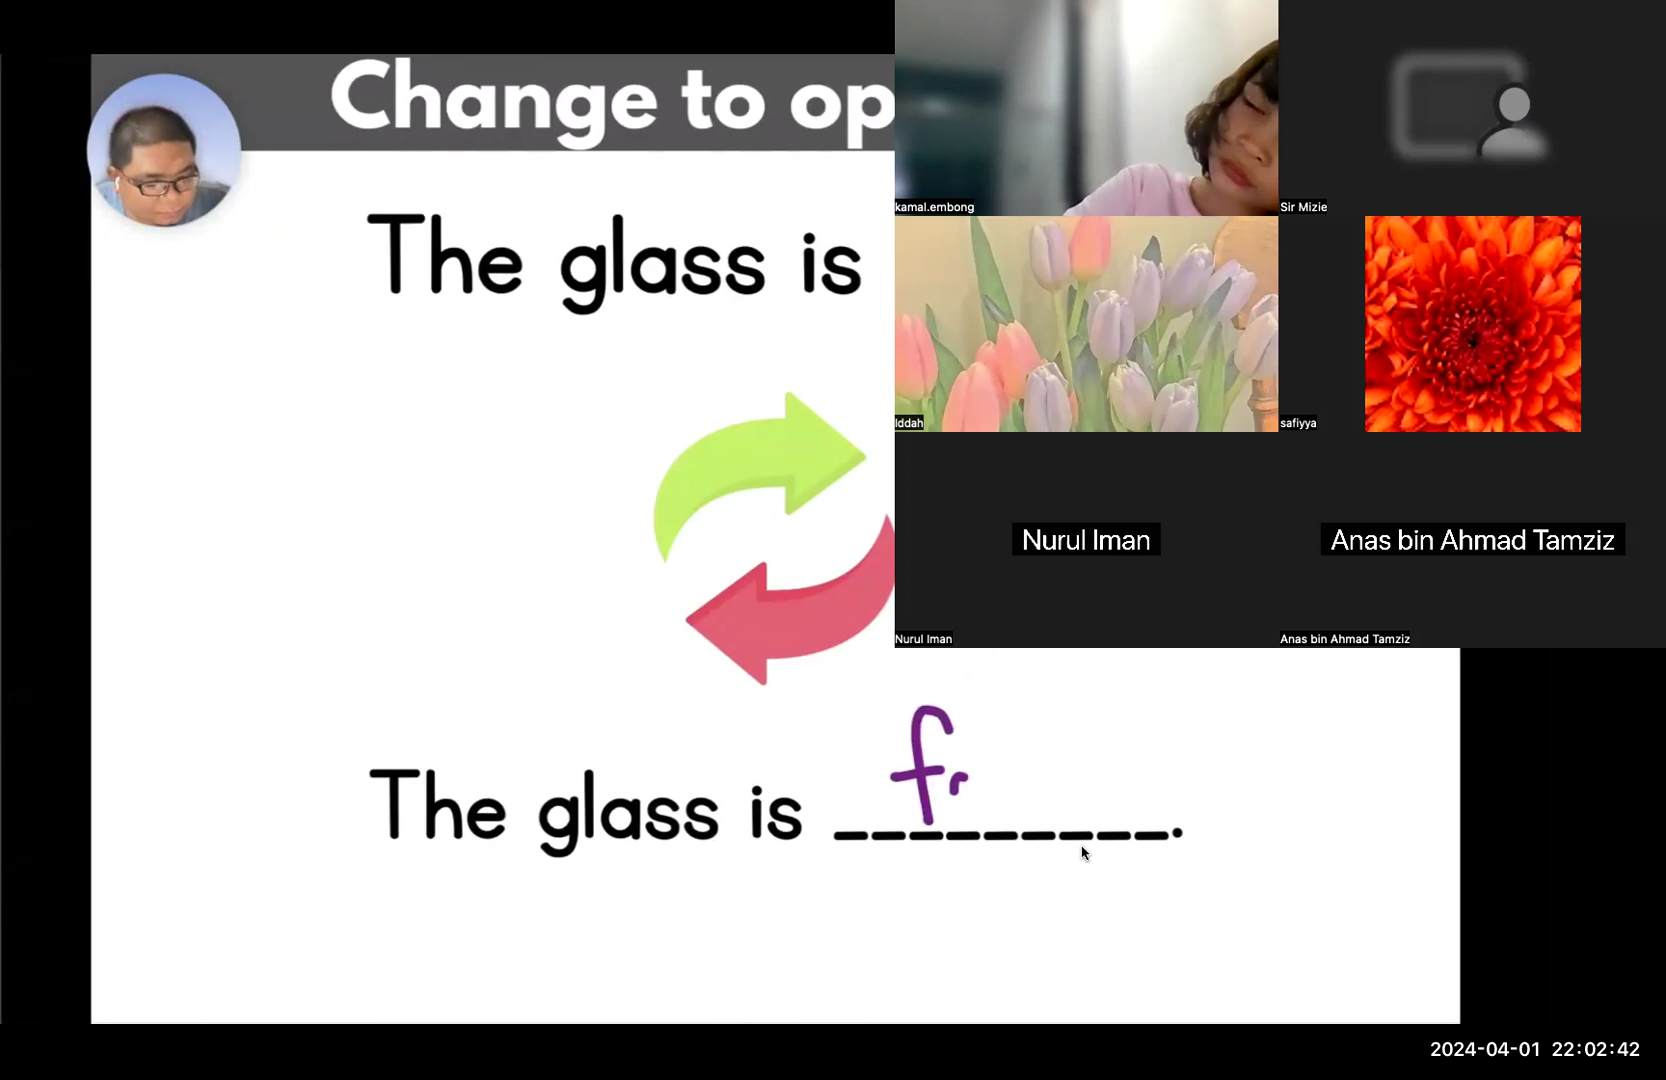 Change to op
The glass is
The glass is fr_________.
kamal.embong
Sir Mizie
Iddah
safiyya
Nurul Iman
Anas bin Ahmad Tamziz
Nurul Iman
Anas bin Ahmad Tamziz
2024-04-01 22:02:42